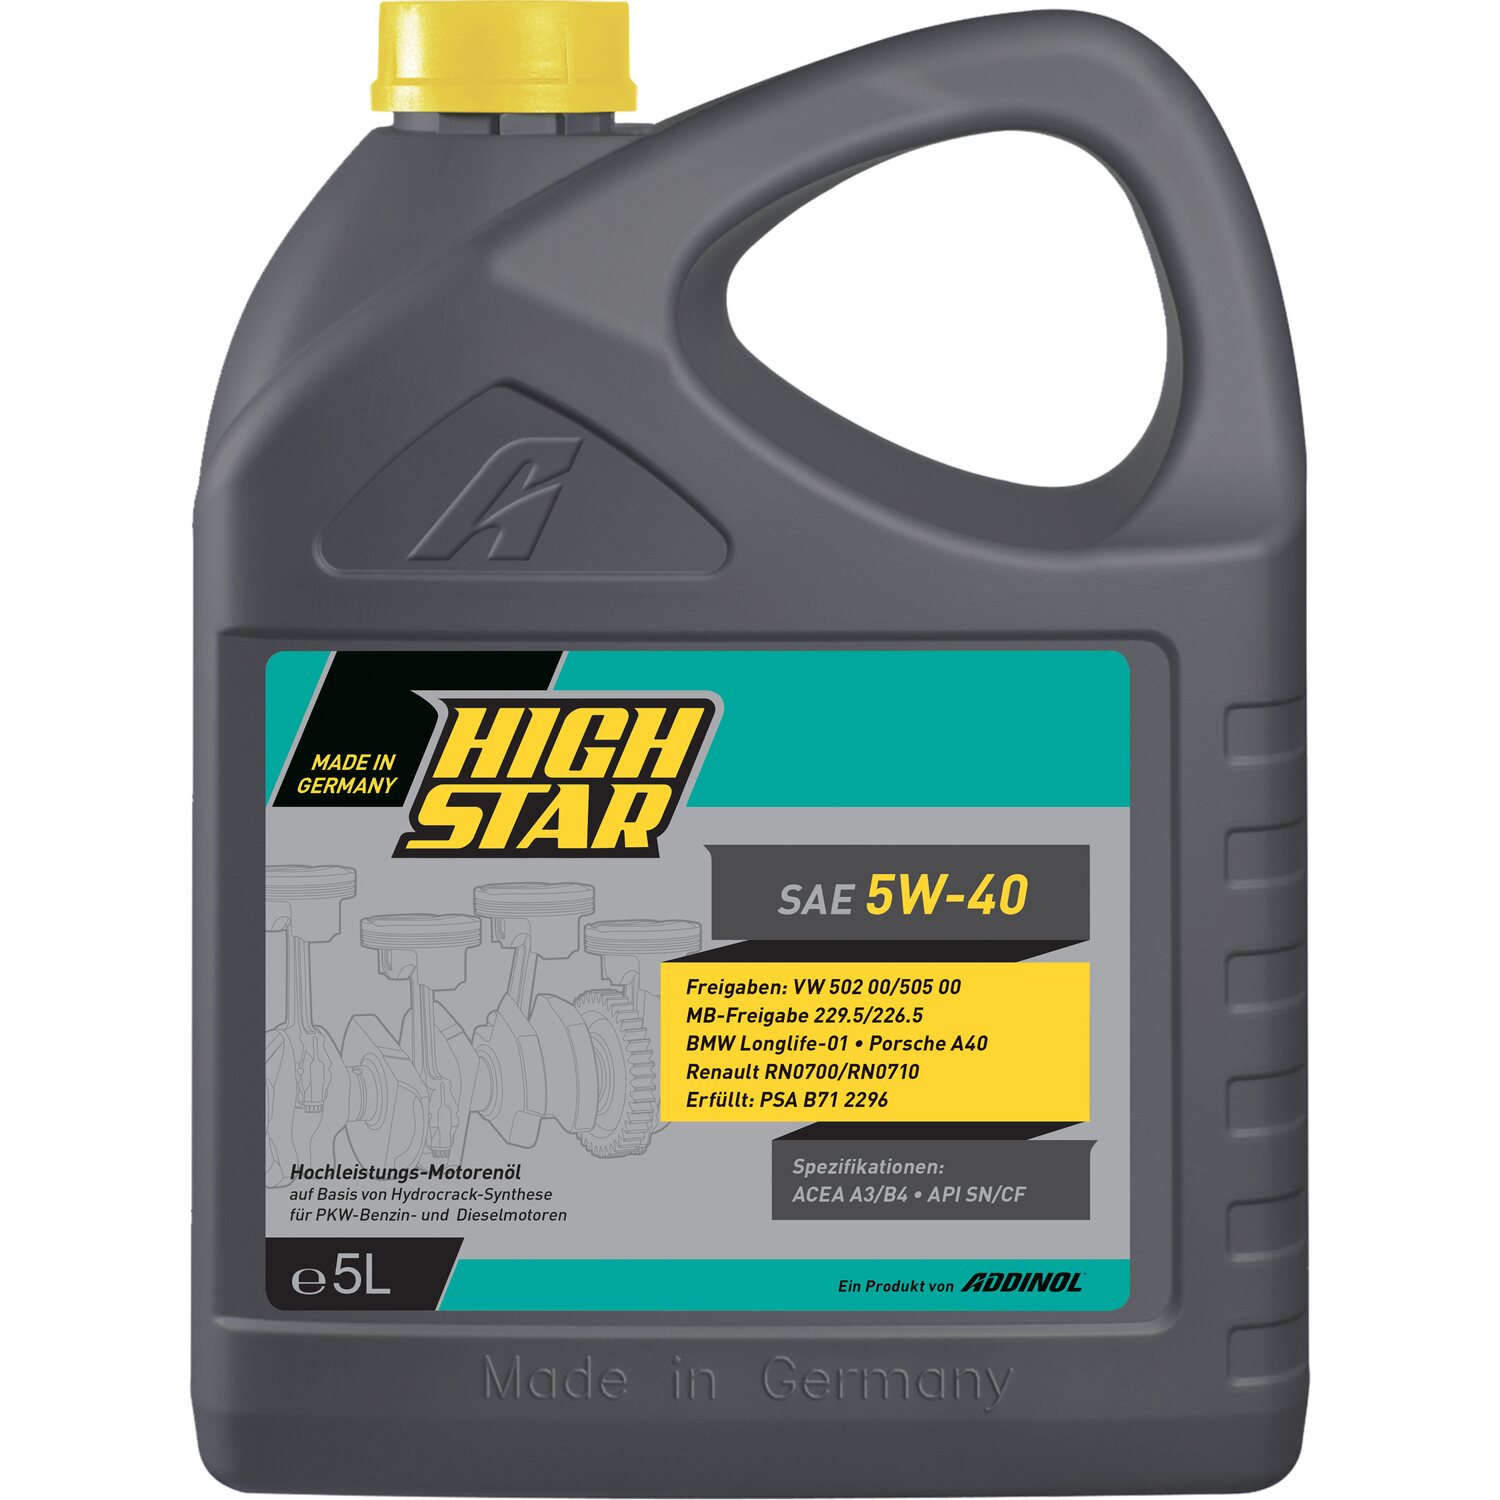 MADE IN
GERMANY
HIGH
STAR
SAE 5W-40
Freigaben: VW 502 00/505 00
MB-Freigabe 229.5/226.5
BMW Longlife-01 • Porsche A40
Renault RN0700/RN0710
Erfüllt: PSA B71 2296
Spezifikationen:
ACEA A3/B4 • API SN/CF
Hochleistungs-Motorenöl
auf Basis von Hydrocrack-Synthese
für PKW-Benzin- und Dieselmotoren
℮5L
Ein Produkt von ADDINOL
Made in Germany